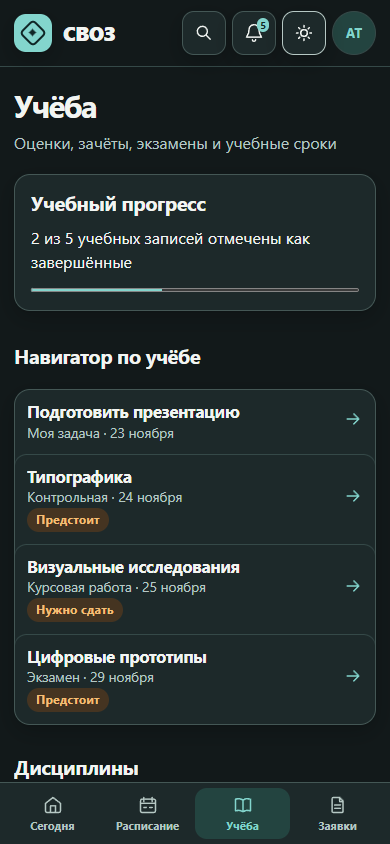 СВОЗ
5
АТ
Учёба
Оценки, зачёты, экзамены и учебные сроки
Учебный прогресс
2 из 5 учебных записей отмечены как
завершённые
Навигатор по учёбе
Подготовить презентацию
Моя задача · 23 ноября
Типографика
Контрольная · 24 ноября
Предстоит
Визуальные исследования
Курсовая работа · 25 ноября
Нужно сдать
Цифровые прототипы
Экзамен · 29 ноября
Предстоит
Дисциплины
Сегодня
Расписание
Учёба
Заявки